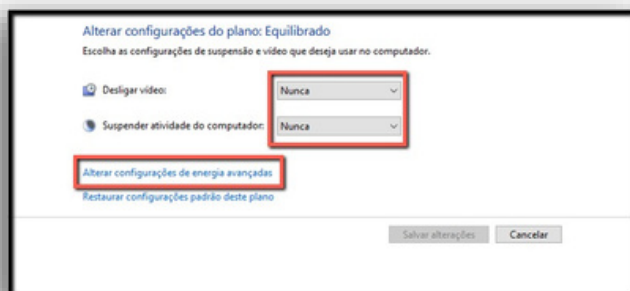 Alterar configurações do plano: Equilibrado
Escolha as configurações de suspensão e vídeo que deseja usar no computador.
Desligar vídeo: Nunca
Suspender atividade do computador: Nunca
Alterar configurações de energia avançadas
Restaurar configurações padrão deste plano
Salvar alterações Cancelar